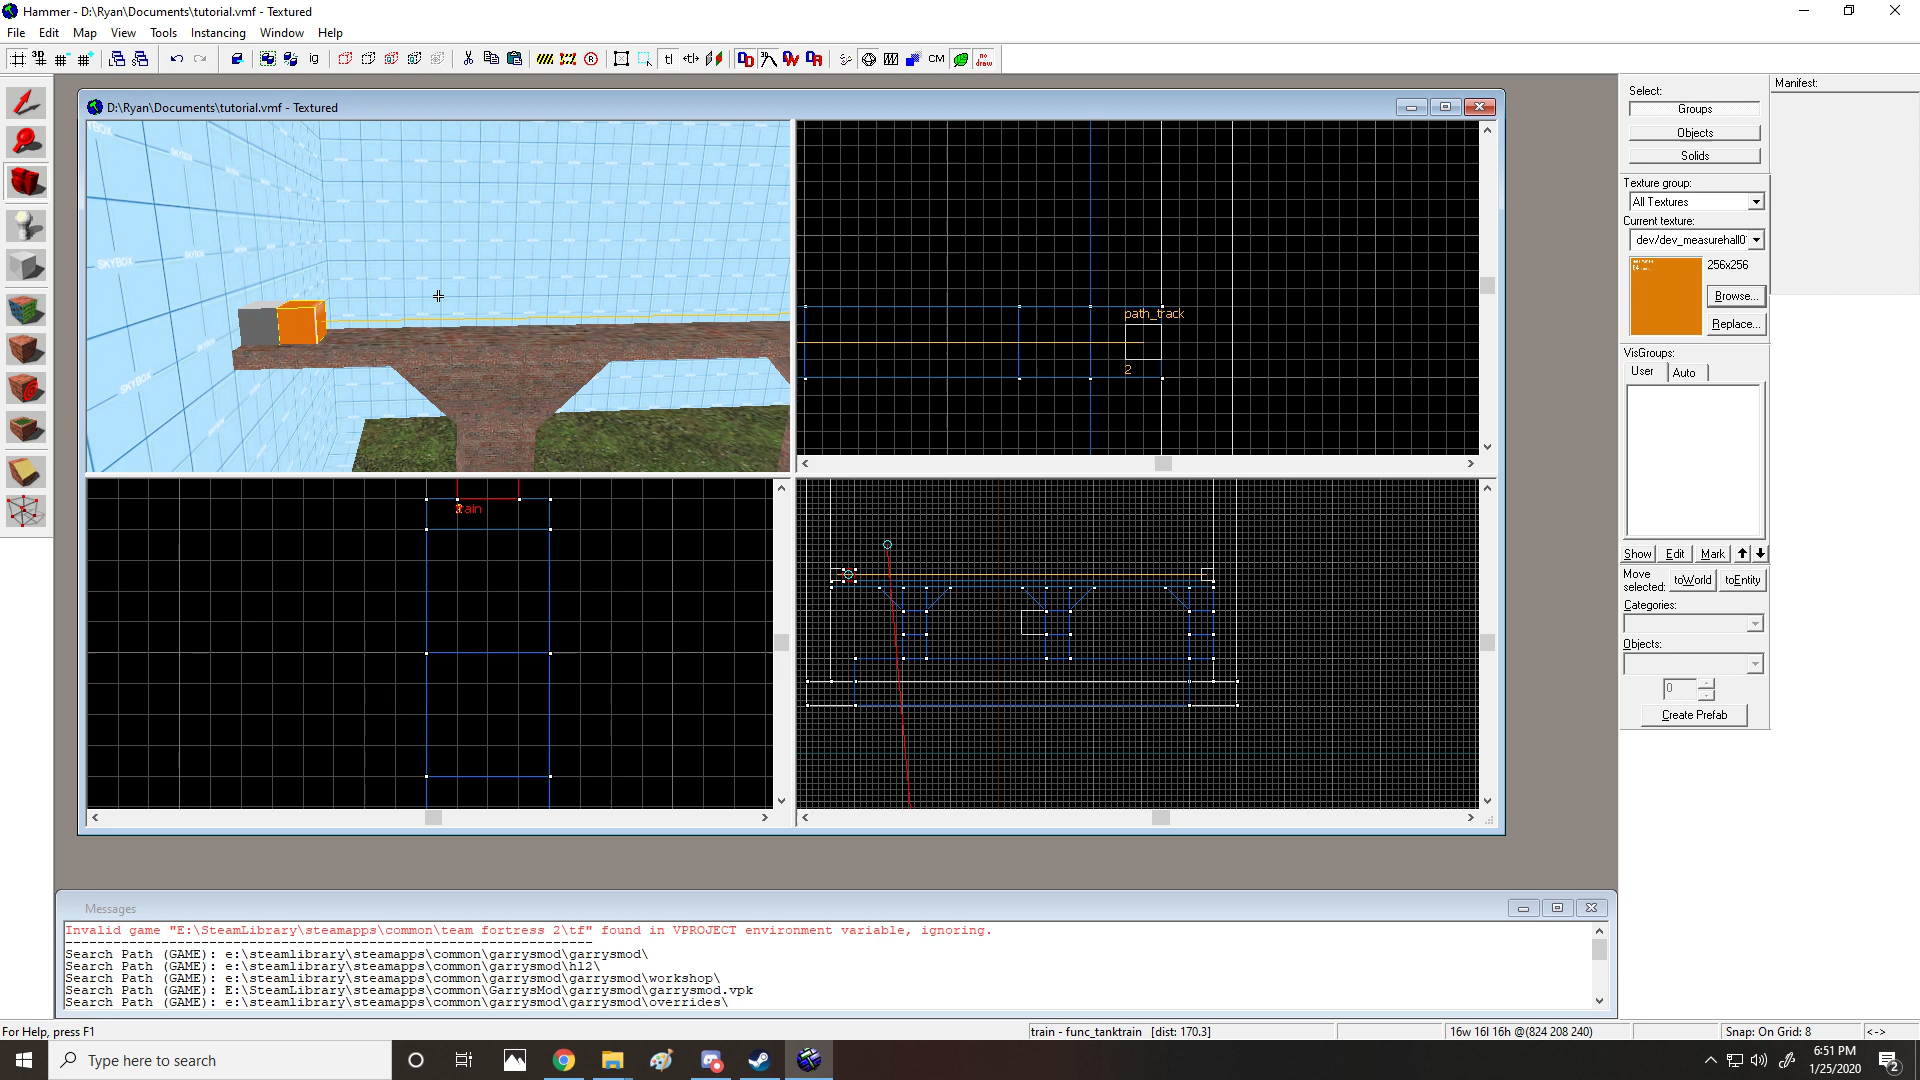 Hammer - D:\Ryan\Documents\tutorial.vmf - Textured
File Edit Map View Tools Instancing Window Help
D:\Ryan\Documents\tutorial.vmf - Textured
SKYBOX
SKYBOX
path_track
2
train
Select:
Groups
Objects
Solids
Texture group:
All Textures
Current texture:
dev/dev_measurehall0
256x256
Browse...
Replace...
VisGroups:
User Auto
Show Edit Mark
Move selected: toWorld toEntity
Categories:
Objects:
0
Create Prefab
Manifest:
Messages
Invalid game "E:\SteamLibrary\steamapps\common\team fortress 2\tf" found in VPROJECT environment variable, ignoring.
Search Path (GAME): e:\steamlibrary\steamapps\common\garrysmod\garrysmod\
Search Path (GAME): e:\steamlibrary\steamapps\common\garrysmod\hl2\
Search Path (GAME): e:\steamlibrary\steamapps\common\garrysmod\garrysmod\workshop\
Search Path (GAME): E:\steamlibrary\steamapps\common\GarrysMod\garrysmod\garrysmod.vpk
Search Path (GAME): e:\steamlibrary\steamapps\common\garrysmod\garrysmod\overrides\
For Help, press F1
train - func_tanktrain [dist: 170.3]
16w 16l 16h @(824 208 240)
Snap: On Grid: 8
<->
Type here to search
6:51 PM
1/25/2020
2